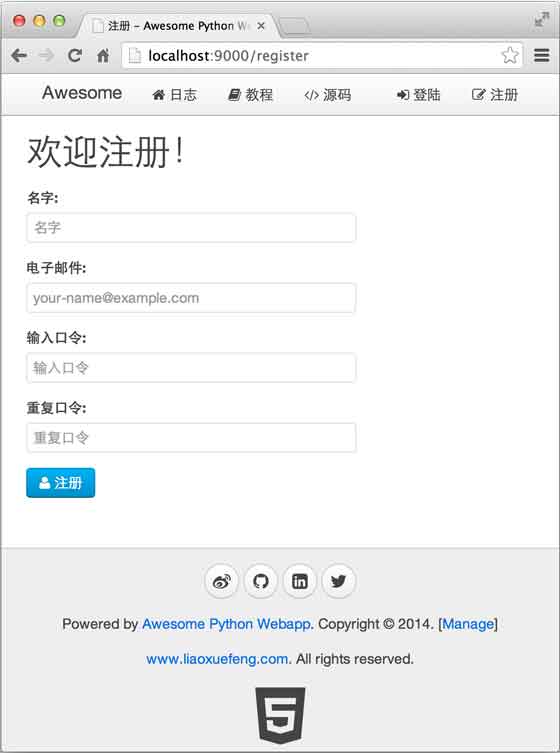 注册 - Awesome Python We
localhost:9000/register
Awesome 日志 教程 源码 登陆 注册
欢迎注册！
名字:
名字
电子邮件:
your-name@example.com
输入口令:
输入口令
重复口令:
重复口令
注册
Powered by Awesome Python Webapp. Copyright © 2014. [Manage]
www.liaoxuefeng.com. All rights reserved.
5